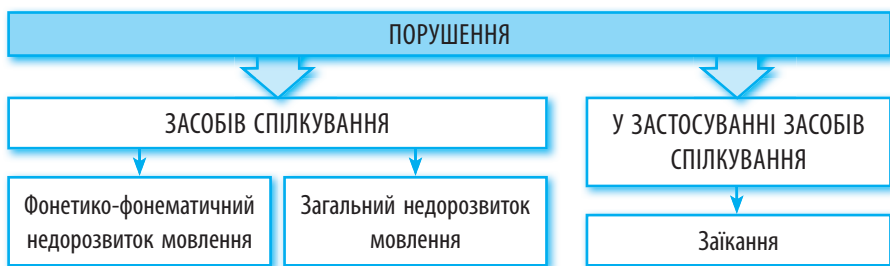 ПОРУШЕННЯ
ЗАСОБІВ СПІЛКУВАННЯ
У ЗАСТОСУВАННІ ЗАСОБІВ
СПІЛКУВАННЯ
Фонетико-фонематичний
недорозвиток мовлення
Загальний недорозвиток
мовлення
Заїкання